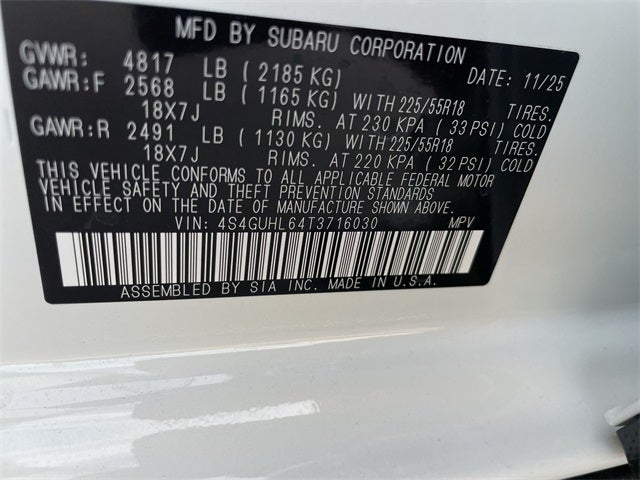 MFD BY SUBARU CORPORATION
GVWR: 4817 LB (2185 KG) DATE: 11/25
GAWR:F 2568 LB (1165 KG) WITH 225/55R18 TIRES.
18X7J RIMS. AT 230 KPA (33 PSI) COLD
GAWR:R 2491 LB (1130 KG) WITH 225/55R18 TIRES.
18X7J RIMS. AT 220 KPA (32 PSI) COLD
THIS VEHICLE CONFORMS TO ALL APPLICABLE FEDERAL MOTOR
VEHICLE SAFETY AND THEFT PREVENTION STANDARDS
IN EFFECT ON THE DATE OF MANUFACTURE SHOWN ABOVE.
VIN: 4S4GUHL64T3716030 MPV
ASSEMBLED BY SIA INC. MADE IN U.S.A.